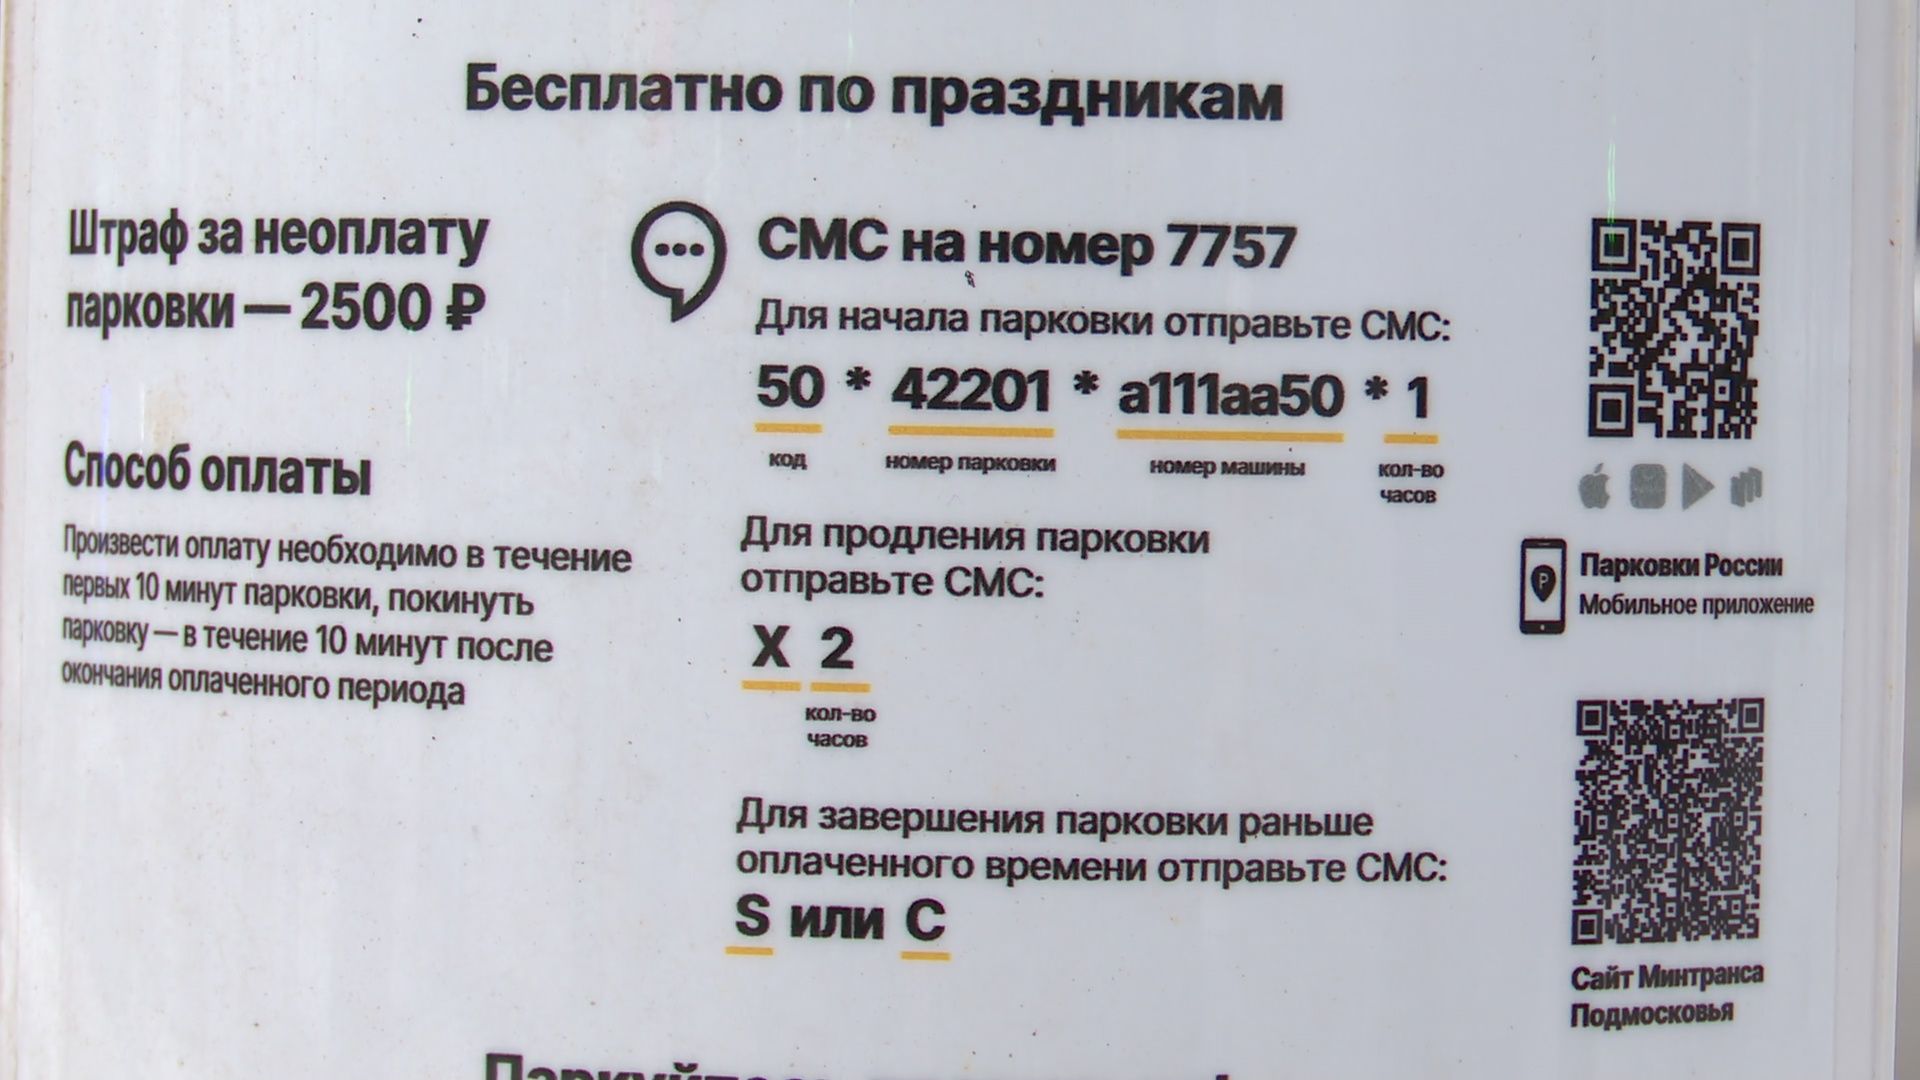 Бесплатно по праздникам
Штраф за неоплату
парковки — 2500 ₽
Способ оплаты
Произвести оплату необходимо в течение
первых 10 минут парковки, покинуть
парковку — в течение 10 минут после
окончания оплаченного периода
СМС на номер 7757
Для начала парковки отправьте СМС:
50 * 42201 * а111аа50 * 1
код номер парковки номер машины кол-во
часов
Для продления парковки
отправьте СМС:
X 2
кол-во
часов
Для завершения парковки раньше
оплаченного времени отправьте СМС:
S или C
Парковки России
Мобильное приложение
Сайт Минтранса
Подмосковья